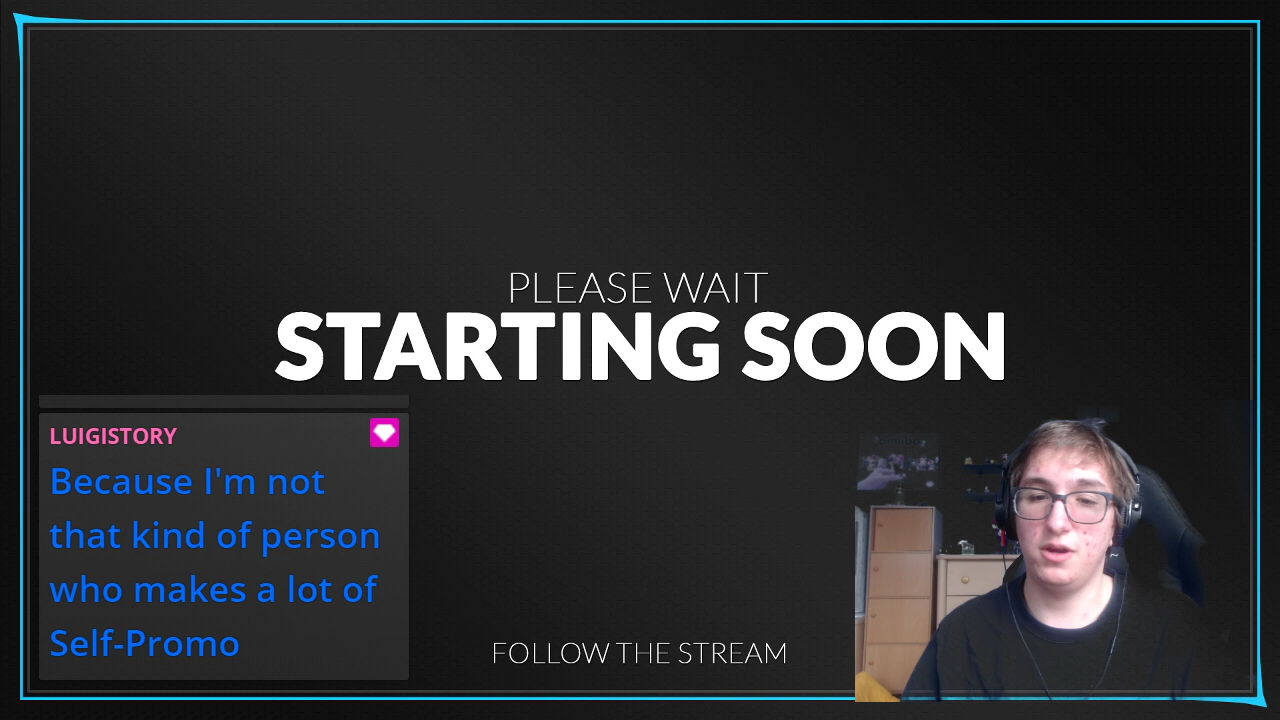 PLEASE WAIT
STARTING SOON
LUIGISTORY
Because I'm not
that kind of person
who makes a lot of
Self-Promo
FOLLOW THE STREAM